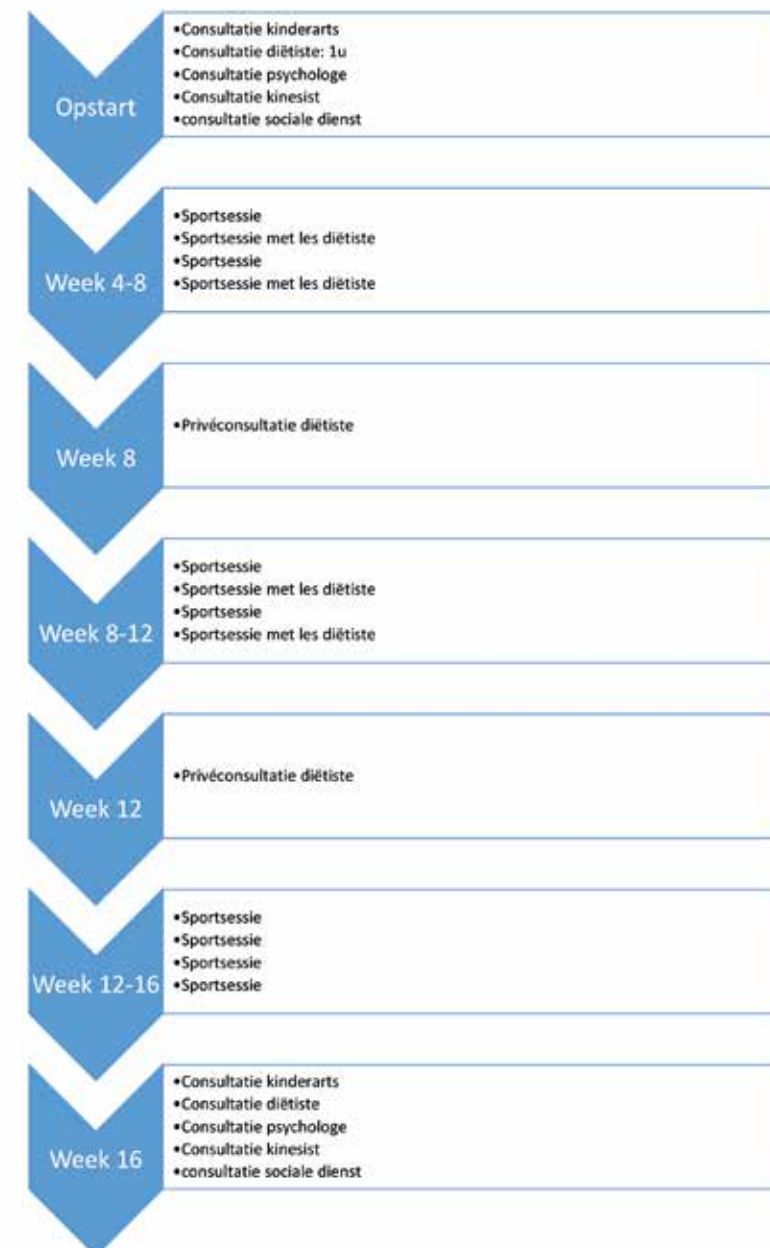 Opstart
•Consultatie kinderarts
•Consultatie diëtiste: 1u
•Consultatie psychologe
•Consultatie kinesist
•consultatie sociale dienst
Week 4-8
•Sportsessie
•Sportsessie met les diëtiste
•Sportsessie
•Sportsessie met les diëtiste
Week 8
•Privéconsultatie diëtiste
Week 8-12
•Sportsessie
•Sportsessie met les diëtiste
•Sportsessie
•Sportsessie met les diëtiste
Week 12
•Privéconsultatie diëtiste
Week 12-16
•Sportsessie
•Sportsessie
•Sportsessie
•Sportsessie
Week 16
•Consultatie kinderarts
•Consultatie diëtiste
•Consultatie psychologe
•Consultatie kinesist
•consultatie sociale dienst